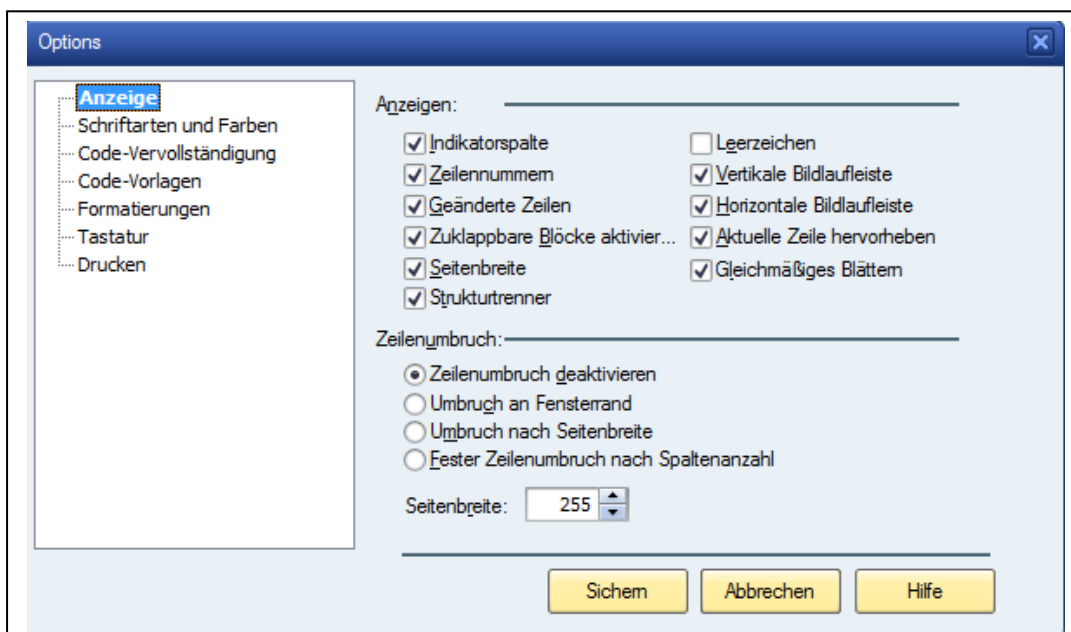 Options
Anzeige
Schriftarten und Farben
Code-Vervollständigung
Code-Vorlagen
Formatierungen
Tastatur
Drucken
Anzeigen:
Indikatorspalte
Leerzeichen
Zeilennummern
Vertikale Bildlaufleiste
Geänderte Zeilen
Horizontale Bildlaufleiste
Zuklappbare Blöcke aktivier...
Aktuelle Zeile hervorheben
Seitenbreite
Gleichmäßiges Blättern
Strukturtrenner
Zeilenumbruch:
Zeilenumbruch deaktivieren
Umbruch an Fensterrand
Umbruch nach Seitenbreite
Fester Zeilenumbruch nach Spaltenanzahl
Seitenbreite: 255
Sichern Abbrechen Hilfe